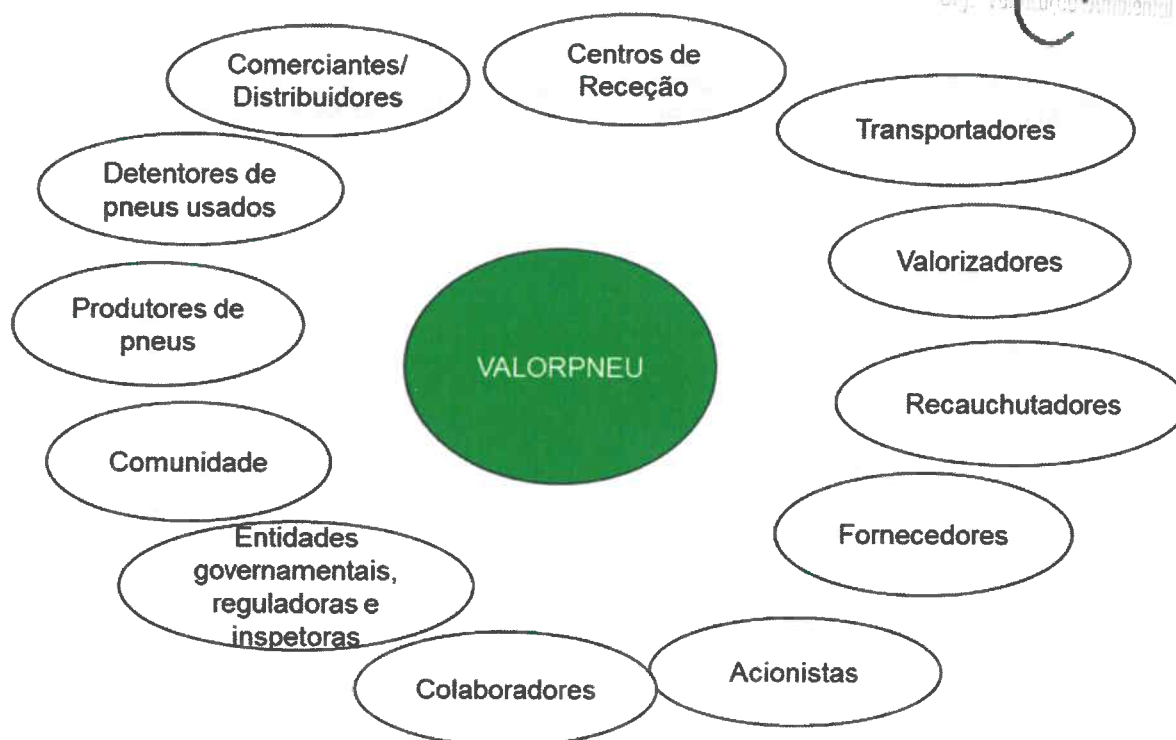 Comerciantes/
Distribuidores
Centros de
Receção
Transportadores
Detentores de
pneus usados
Valorizadores
Produtores de
pneus
VALORPNEU
Recauchutadores
Comunidade
Fornecedores
Entidades
governamentais,
reguladoras e
inspetoras
Acionistas
Colaboradores